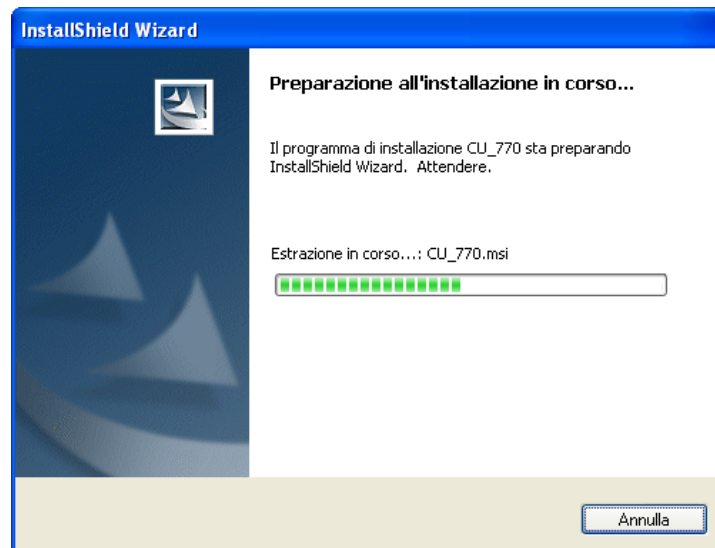 InstallShield Wizard
Preparazione all'installazione in corso...
Il programma di installazione CU_770 sta preparando
InstallShield Wizard.  Attendere.
Estrazione in corso...: CU_770.msi
Annulla